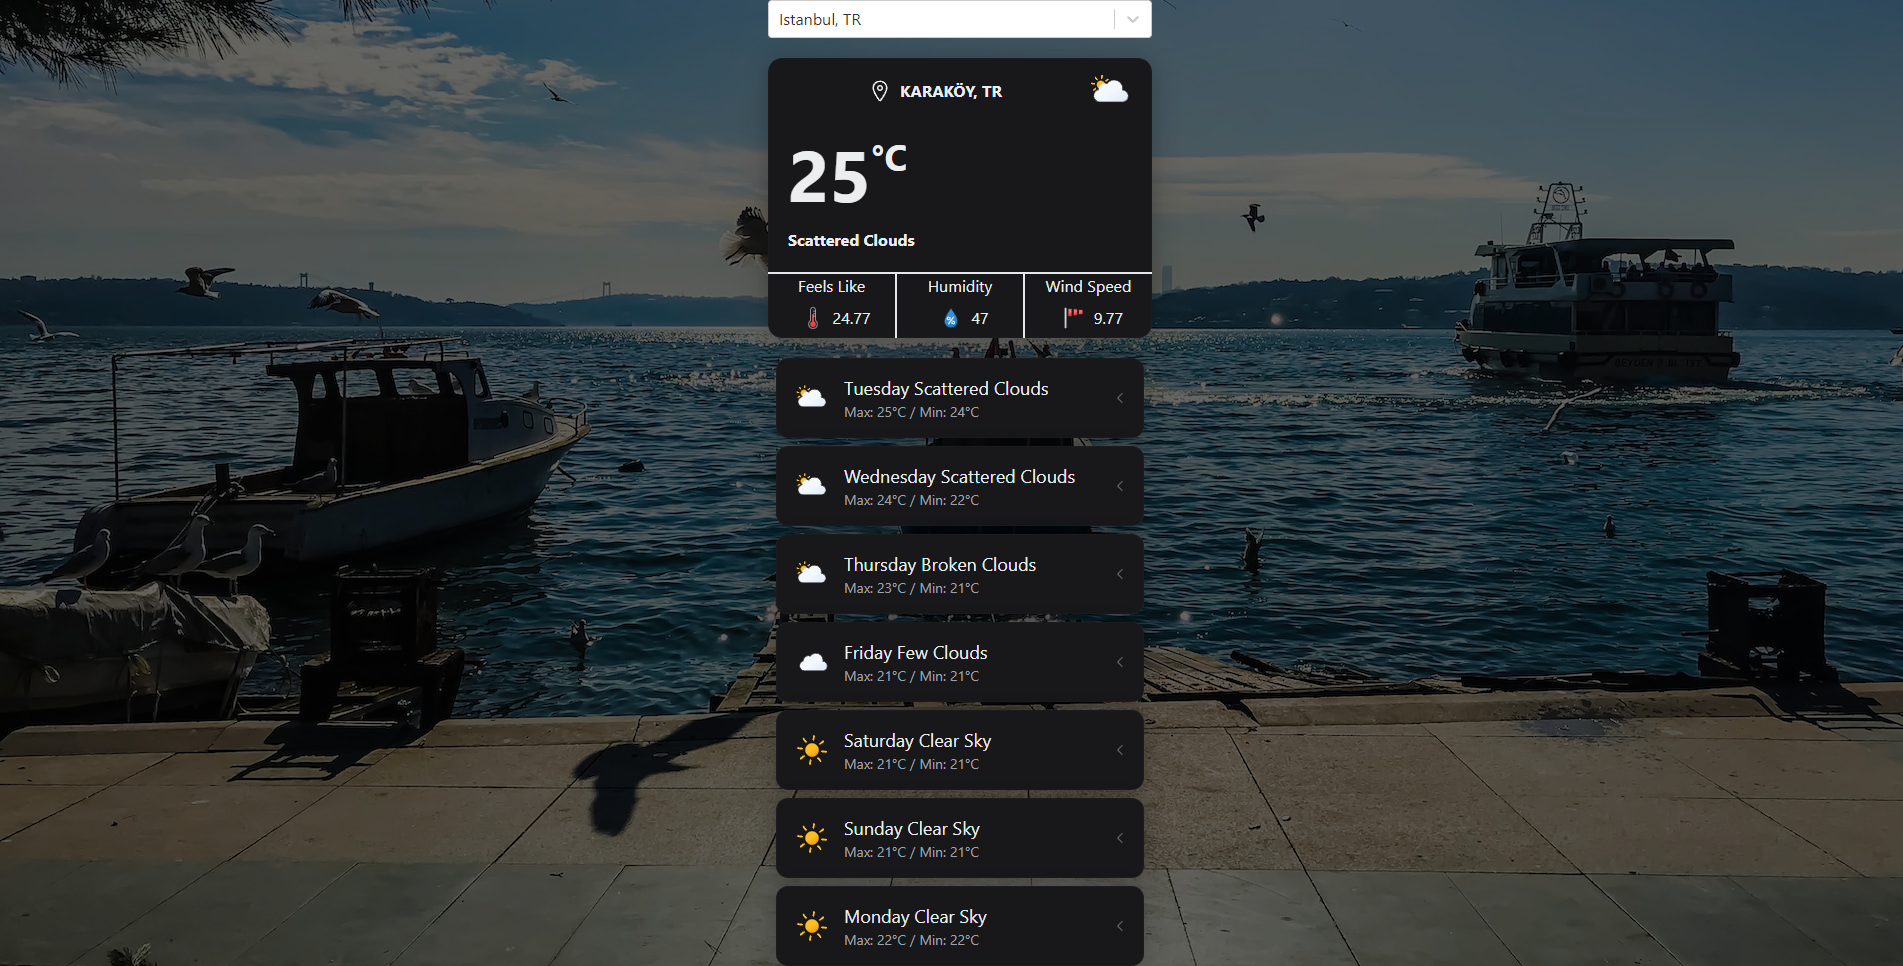 Istanbul, TR
KARAKÖY, TR
25°C
Scattered Clouds
Feels Like
24.77
Humidity
%
47
Wind Speed
9.77
Tuesday Scattered Clouds
Max: 25°C / Min: 24°C
Wednesday Scattered Clouds
Max: 24°C / Min: 22°C
Thursday Broken Clouds
Max: 23°C / Min: 21°C
Friday Few Clouds
Max: 21°C / Min: 21°C
Saturday Clear Sky
Max: 21°C / Min: 21°C
Sunday Clear Sky
Max: 21°C / Min: 21°C
Monday Clear Sky
Max: 22°C / Min: 22°C